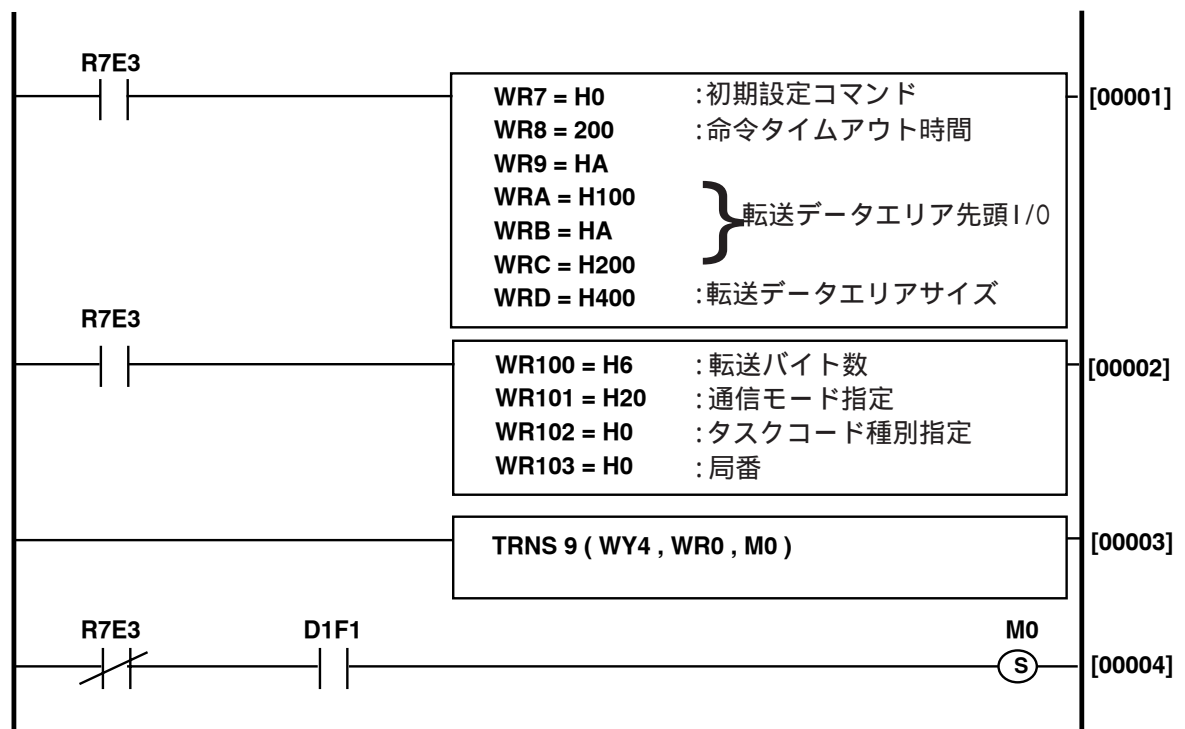 R7E3
WR7 = H0 :初期設定コマンド [00001]
WR8 = 200 :命令タイムアウト時間
WR9 = HA
WRA = H100
転送データエリア先頭I/O
WRB = HA
WRC = H200
WRD = H400 :転送データエリアサイズ
R7E3
WR100 = H6 :転送バイト数 [00002]
WR101 = H20 :通信モード指定
WR102 = H0 :タスクコード種別指定
WR103 = H0 :局番
TRNS 9 ( WY4 , WR0 , M0 ) [00003]
R7E3 D1F1 M0
S [00004]